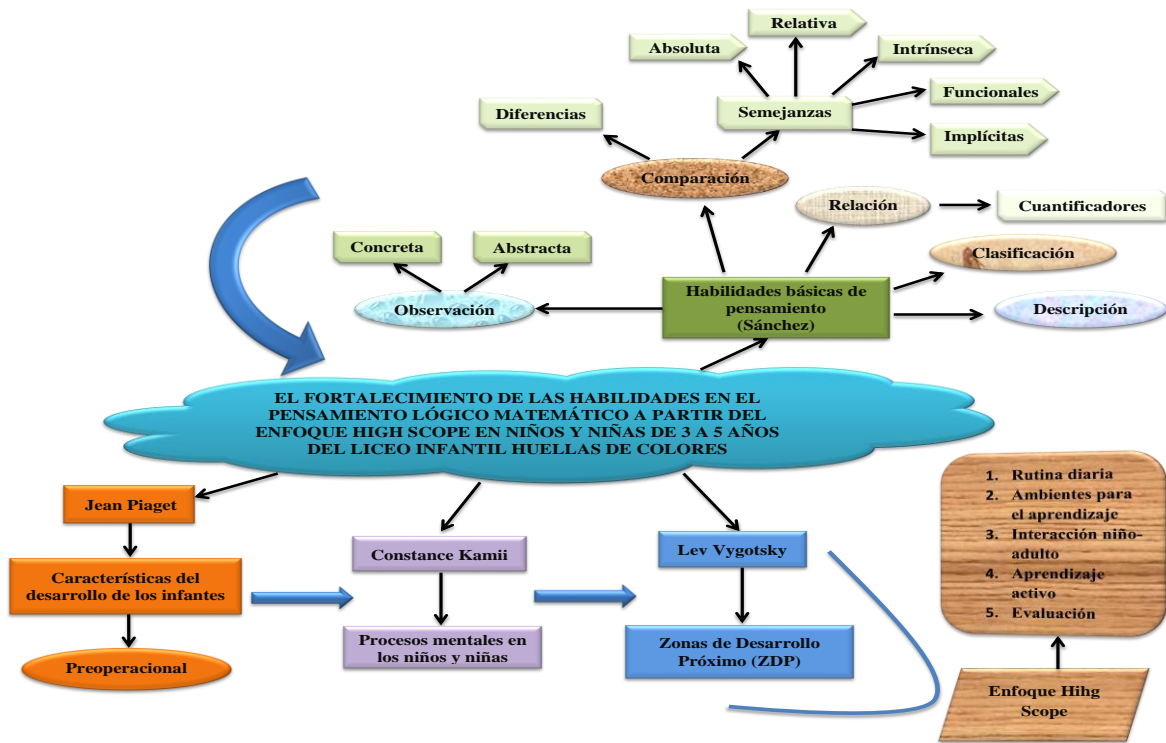 Relativa
Absoluta
Intrínseca
Funcionales
Semejanzas
Diferencias
Implícitas
Comparación
Relación
Cuantificadores
Concreta
Abstracta
Clasificación
Observación
Habilidades básicas de
pensamiento
(Sánchez)
Descripción
EL FORTALECIMIENTO DE LAS HABILIDADES EN EL
PENSAMIENTO LÓGICO MATEMÁTICO A PARTIR DEL
ENFOQUE HIGH SCOPE EN NIÑOS Y NIÑAS DE 3 A 5 AÑOS
DEL LICEO INFANTIL HUELLAS DE COLORES
Jean Piaget
Características del
desarrollo de los infantes
Preoperacional
Constance Kamii
Procesos mentales en
los niños y niñas
Lev Vygotsky
Zonas de Desarrollo
Próximo (ZDP)
1. Rutina diaria
2. Ambientes para
el aprendizaje
3. Interacción niño-
adulto
4. Aprendizaje
activo
5. Evaluación
Enfoque Hihg
Scope